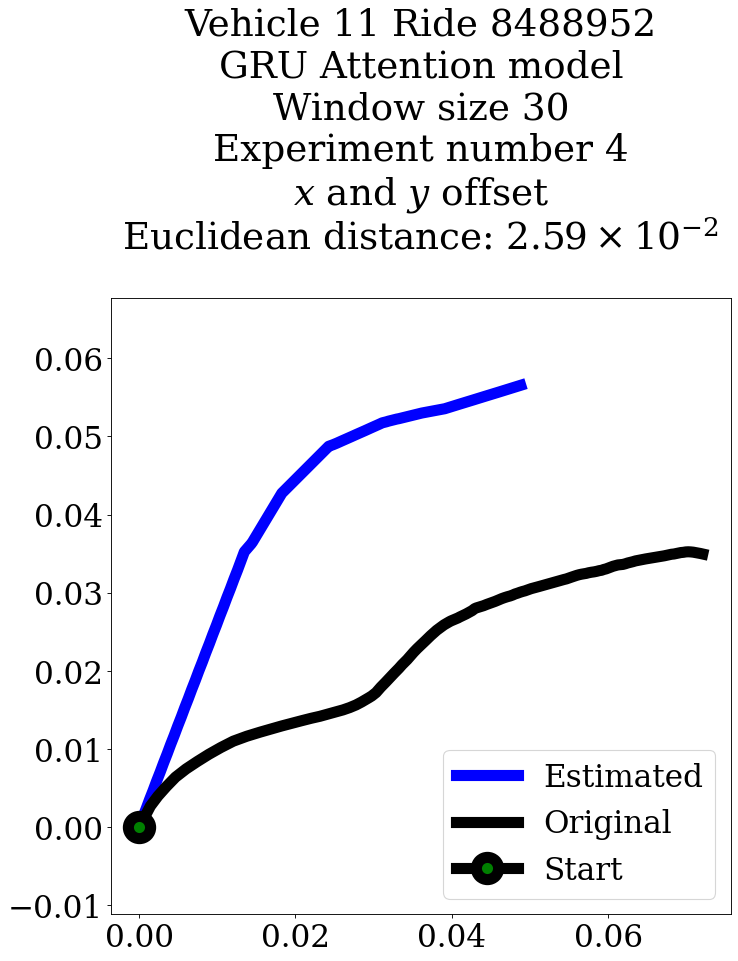 Vehicle 11 Ride 8488952
GRU Attention model
Window size 30
Experiment number 4
x and y offset
Euclidean distance: 2.59 × 10⁻²
0.06
0.05
0.04
0.03
0.02
0.01
0.00
−0.01
Estimated
Original
Start
0.00 0.02 0.04 0.06